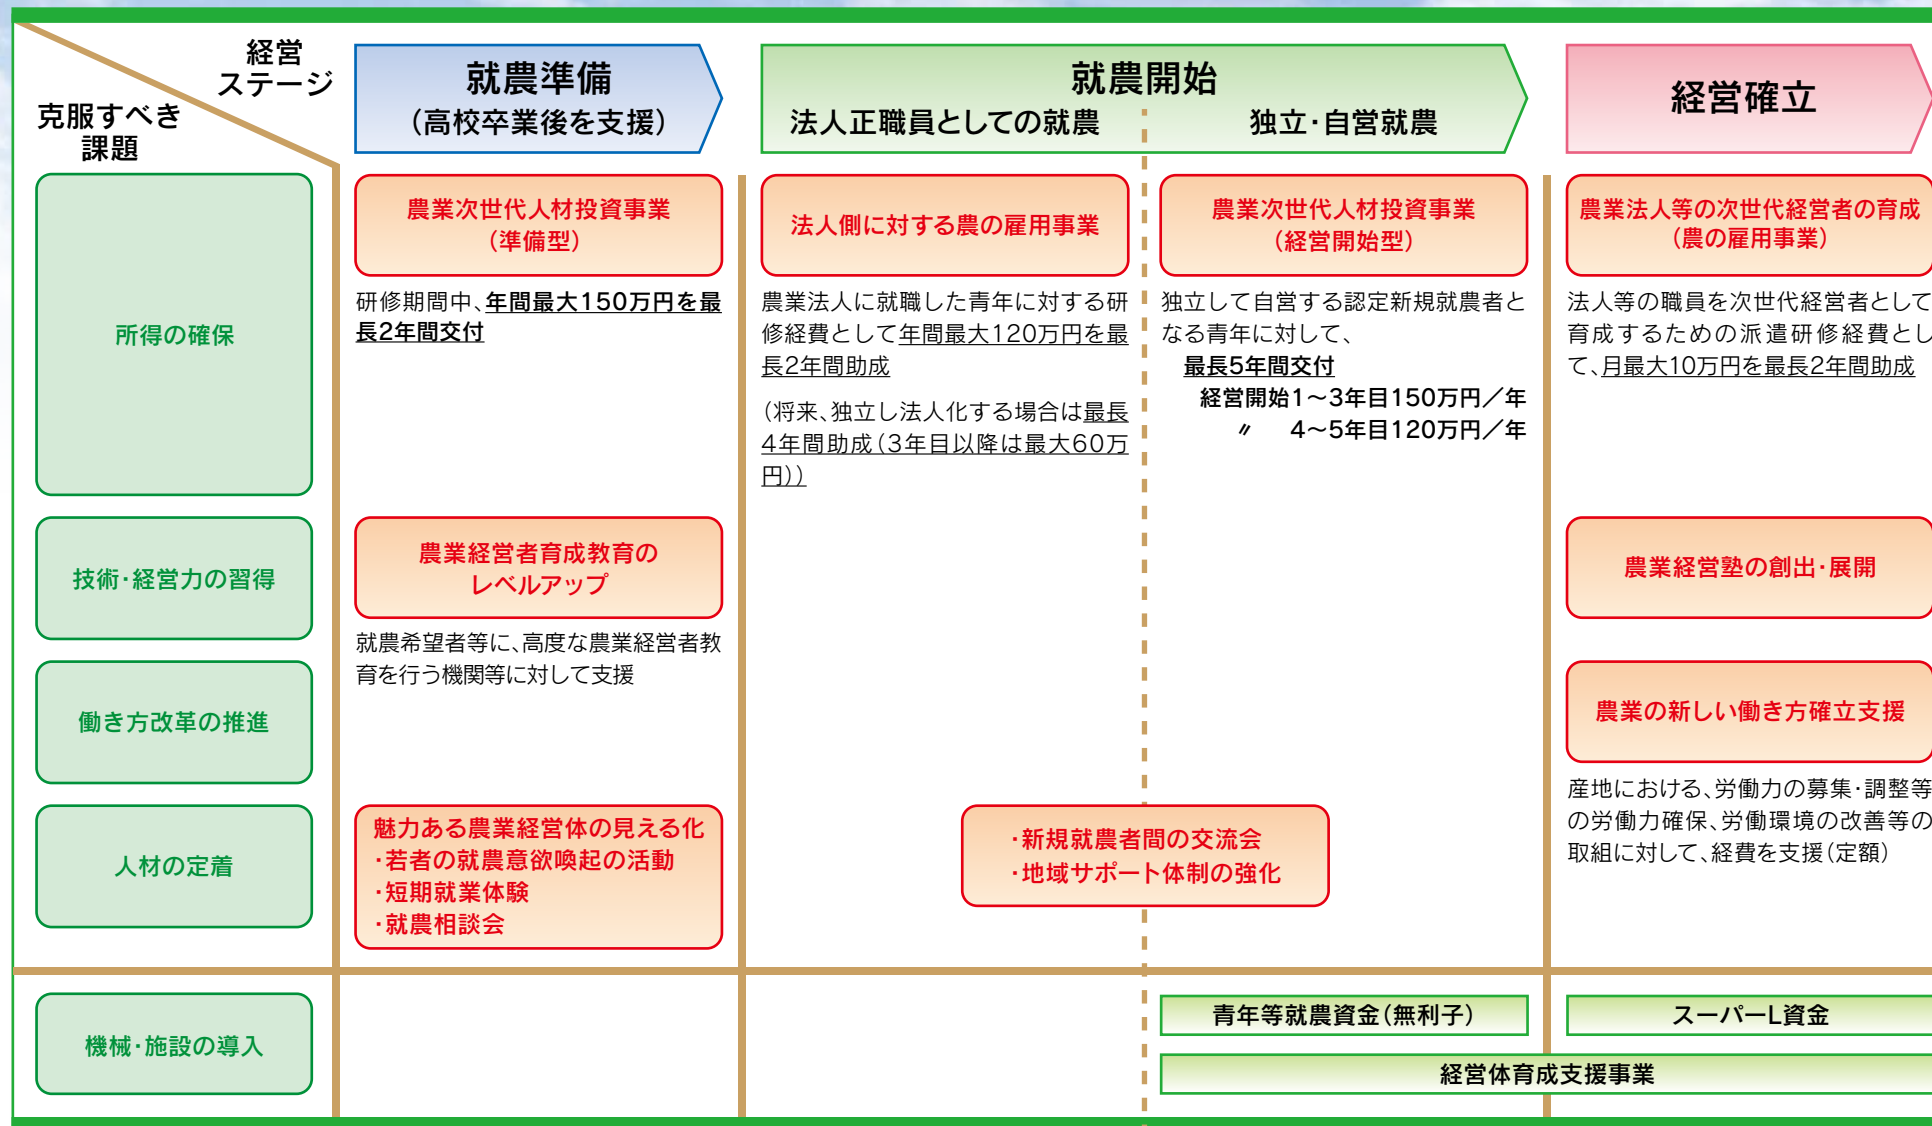 経営
ステージ
克服すべき
課題
就農準備
（高校卒業後を支援）
就農開始
法人正職員としての就農
独立・自営就農
経営確立
所得の確保
農業次世代人材投資事業
（準備型）
研修期間中、年間最大150万円を最
長2年間交付
法人側に対する農の雇用事業
農業法人に就職した青年に対する研
修経費として年間最大120万円を最
長2年間助成
（将来、独立し法人化する場合は最長
4年間助成（3年目以降は最大60万
円））
農業次世代人材投資事業
（経営開始型）
独立して自営する認定新規就農者と
なる青年に対して、
最長5年間交付
経営開始1～3年目150万円／年
〃 4～5年目120万円／年
農業法人等の次世代経営者の育成
（農の雇用事業）
法人等の職員を次世代経営者として
育成するための派遣研修経費とし
て、月最大10万円を最長2年間助成
技術・経営力の習得
農業経営者育成教育の
レベルアップ
就農希望者等に、高度な農業経営者教
育を行う機関等に対して支援
農業経営塾の創出・展開
働き方改革の推進
農業の新しい働き方確立支援
産地における、労働力の募集・調整等
の労働力確保、労働環境の改善等の
取組に対して、経費を支援（定額）
人材の定着
魅力ある農業経営体の見える化
・若者の就農意欲喚起の活動
・短期就業体験
・就農相談会
・新規就農者間の交流会
・地域サポート体制の強化
機械・施設の導入
青年等就農資金（無利子）
スーパーL資金
経営体育成支援事業